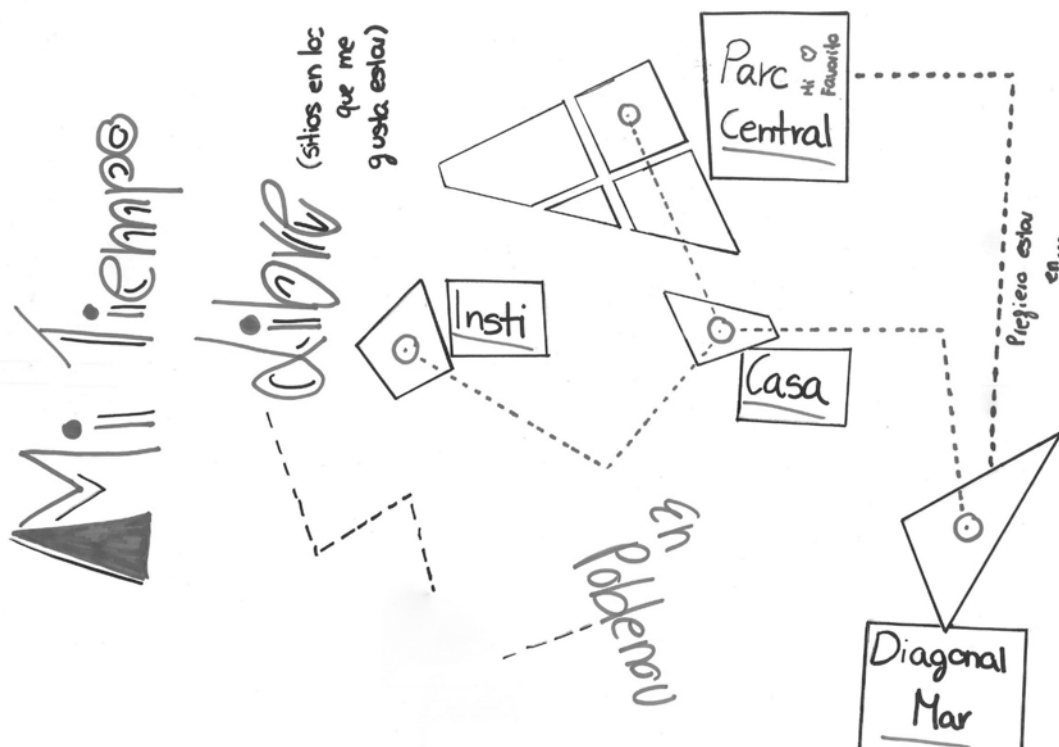 Mi Tiempo
Libre
(sitios en los
que me
gusta estar)
Insti
Parc
Central
Mi ♡
Favorito
Casa
Prefiero estar
en...
En
Poblenou
Diagonal
Mar